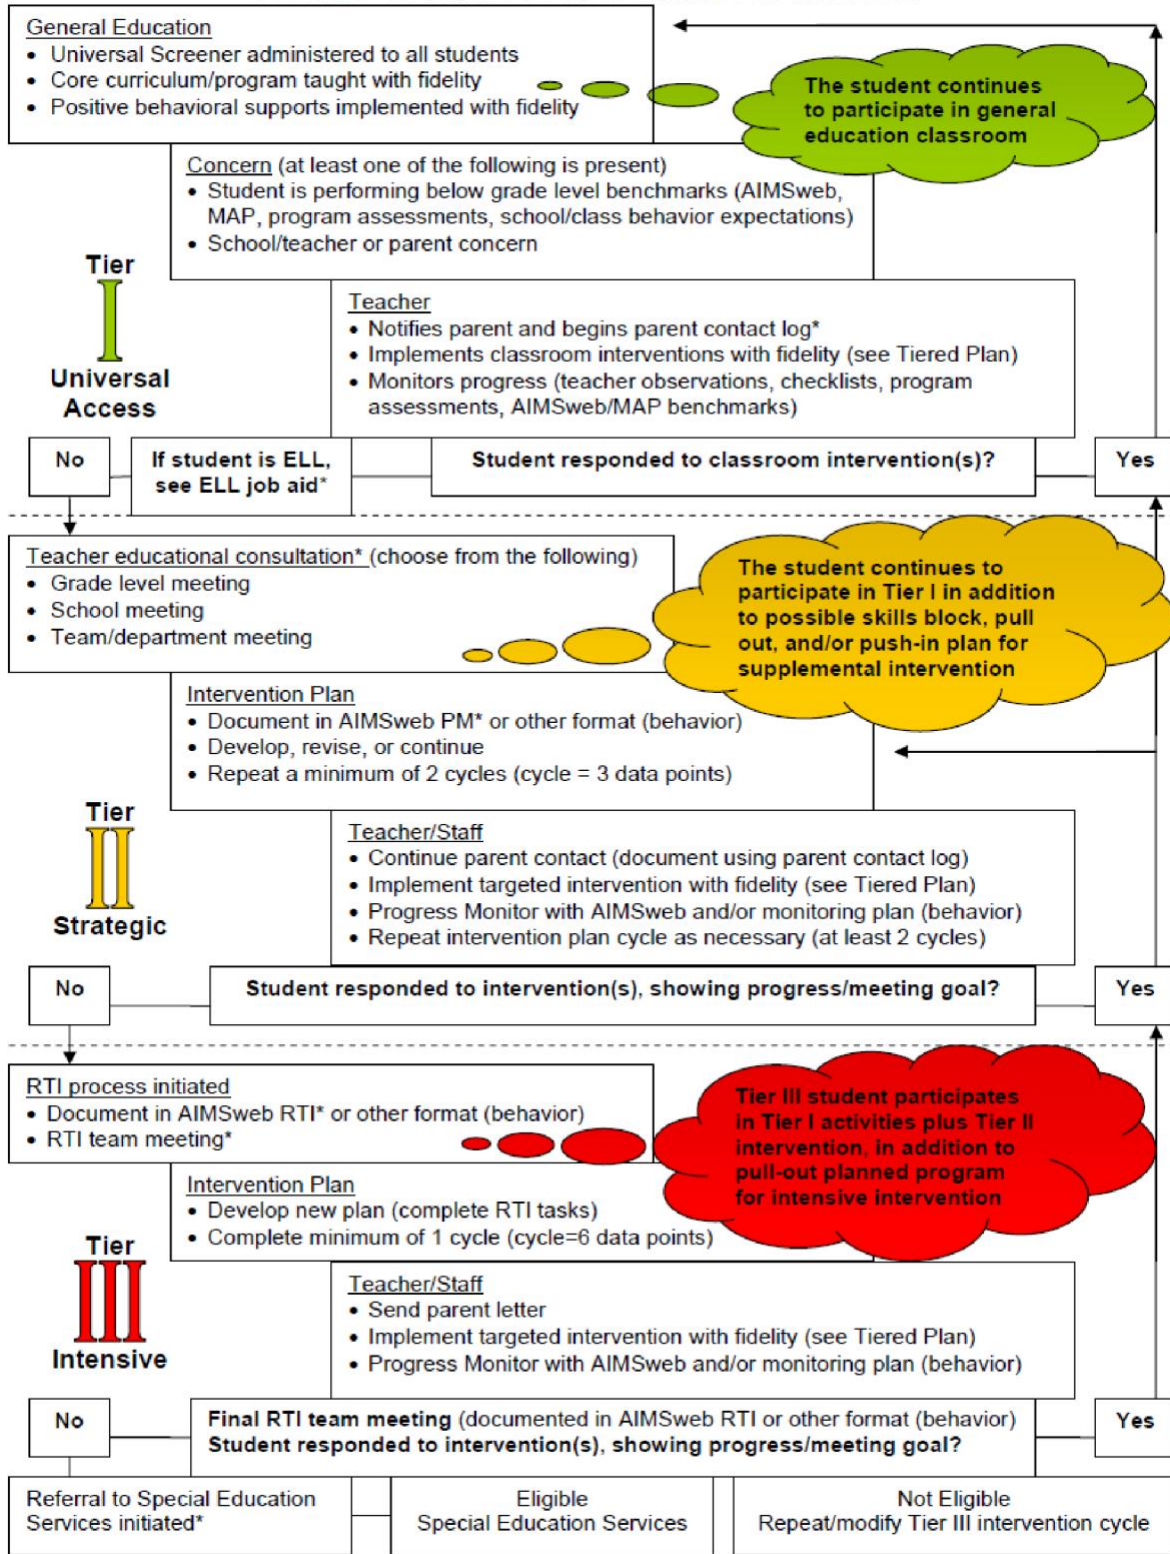 General Education
• Universal Screener administered to all students
• Core curriculum/program taught with fidelity
• Positive behavioral supports implemented with fidelity
The student continues
to participate in general
education classroom
Concern (at least one of the following is present)
• Student is performing below grade level benchmarks (AIMSweb,
MAP, program assessments, school/class behavior expectations)
• School/teacher or parent concern
Tier
I
Universal
Access
Teacher
• Notifies parent and begins parent contact log*
• Implements classroom interventions with fidelity (see Tiered Plan)
• Monitors progress (teacher observations, checklists, program
assessments, AIMSweb/MAP benchmarks)
No
If student is ELL,
see ELL job aid*
Student responded to classroom intervention(s)?
Yes
Teacher educational consultation* (choose from the following)
• Grade level meeting
• School meeting
• Team/department meeting
The student continues to
participate in Tier I in addition
to possible skills block, pull
out, and/or push-in plan for
supplemental intervention
Intervention Plan
• Document in AIMSweb PM* or other format (behavior)
• Develop, revise, or continue
• Repeat a minimum of 2 cycles (cycle = 3 data points)
Tier
II
Strategic
Teacher/Staff
• Continue parent contact (document using parent contact log)
• Implement targeted intervention with fidelity (see Tiered Plan)
• Progress Monitor with AIMSweb and/or monitoring plan (behavior)
• Repeat intervention plan cycle as necessary (at least 2 cycles)
No
Student responded to intervention(s), showing progress/meeting goal?
Yes
RTI process initiated
• Document in AIMSweb RTI* or other format (behavior)
• RTI team meeting*
Tier III student participates
in Tier I activities plus Tier II
intervention, in addition to
pull-out planned program
for intensive intervention
Intervention Plan
• Develop new plan (complete RTI tasks)
• Complete minimum of 1 cycle (cycle=6 data points)
Tier
III
Intensive
Teacher/Staff
• Send parent letter
• Implement targeted intervention with fidelity (see Tiered Plan)
• Progress Monitor with AIMSweb and/or monitoring plan (behavior)
No
Final RTI team meeting (documented in AIMSweb RTI or other format (behavior)
Student responded to intervention(s), showing progress/meeting goal?
Yes
Referral to Special Education
Services initiated*
Eligible
Special Education Services
Not Eligible
Repeat/modify Tier III intervention cycle